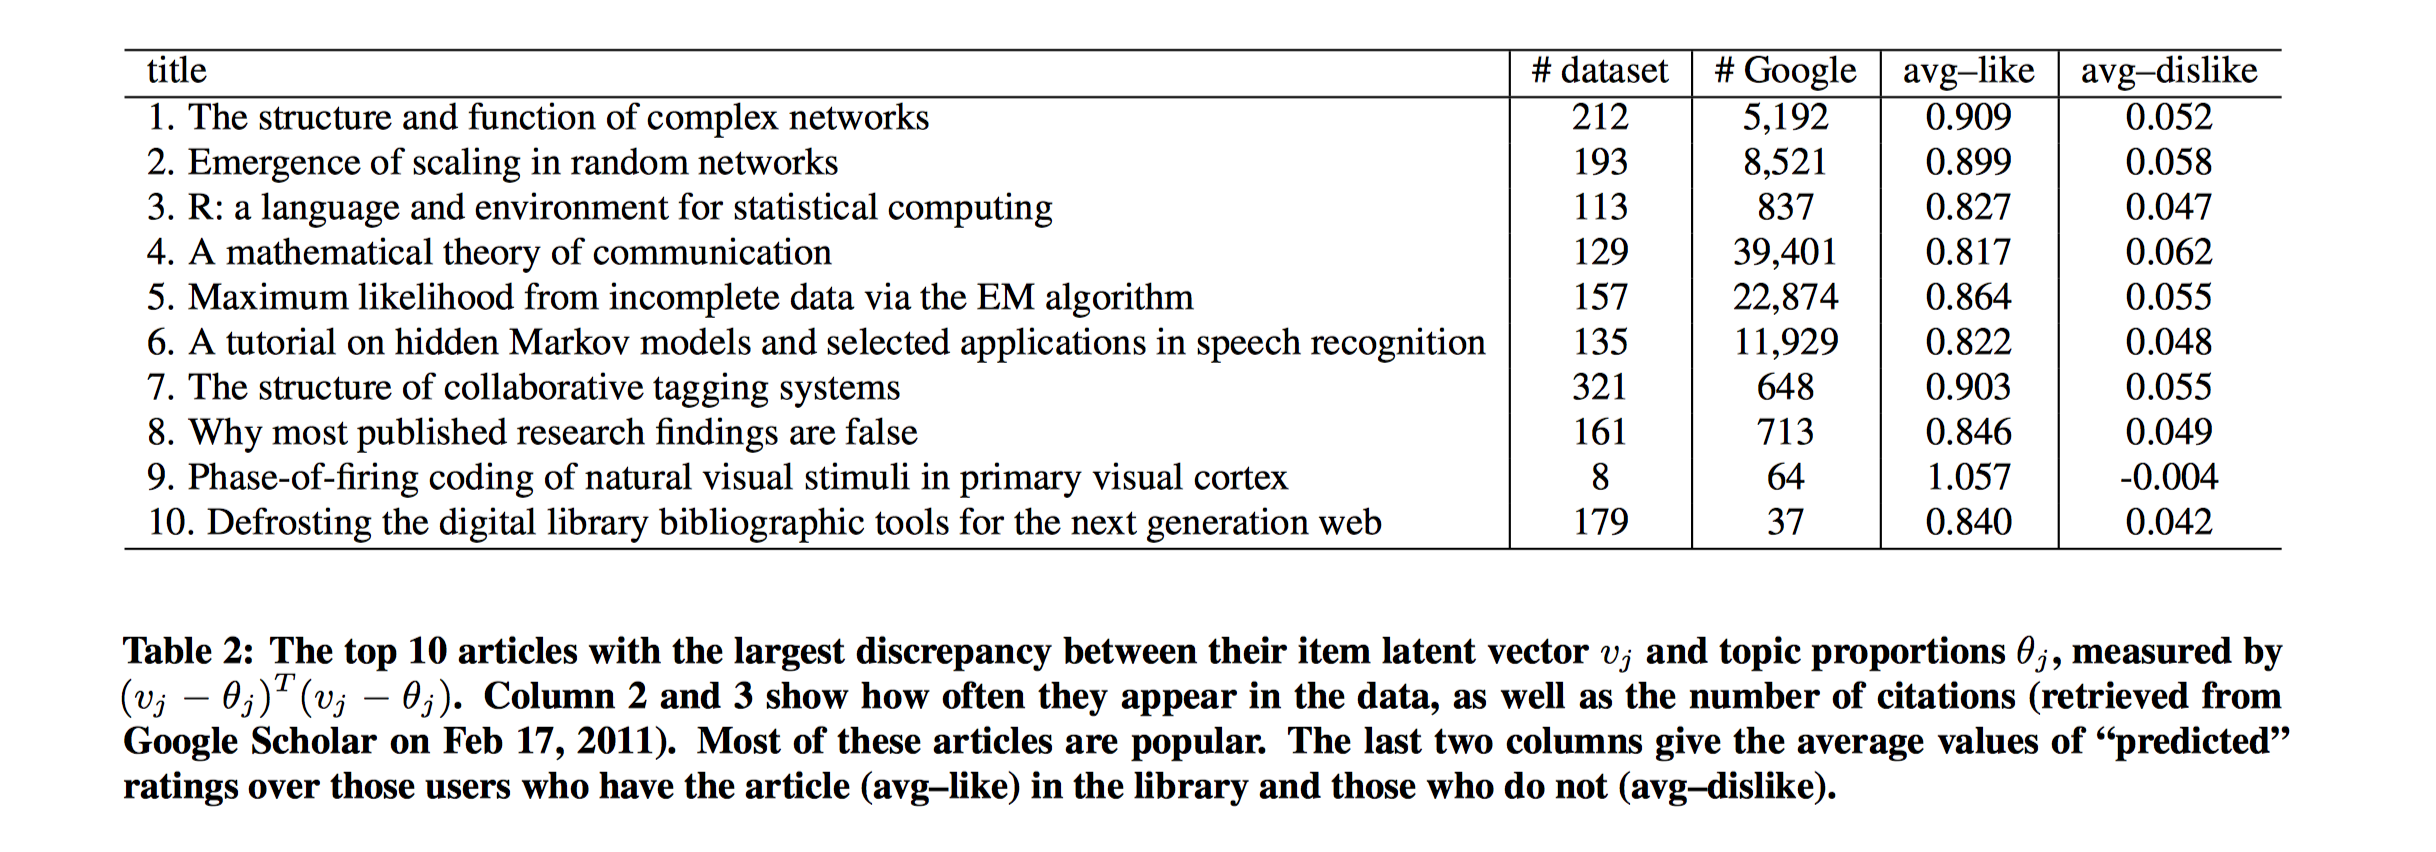 title # dataset # Google avg–like avg–dislike
1. The structure and function of complex networks 212 5,192 0.909 0.052
2. Emergence of scaling in random networks 193 8,521 0.899 0.058
3. R: a language and environment for statistical computing 113 837 0.827 0.047
4. A mathematical theory of communication 129 39,401 0.817 0.062
5. Maximum likelihood from incomplete data via the EM algorithm 157 22,874 0.864 0.055
6. A tutorial on hidden Markov models and selected applications in speech recognition 135 11,929 0.822 0.048
7. The structure of collaborative tagging systems 321 648 0.903 0.055
8. Why most published research findings are false 161 713 0.846 0.049
9. Phase-of-firing coding of natural visual stimuli in primary visual cortex 8 64 1.057 -0.004
10. Defrosting the digital library bibliographic tools for the next generation web 179 37 0.840 0.042
Table 2: The top 10 articles with the largest discrepancy between their item latent vector v_j and topic proportions θ_j, measured by
(v_j − θ_j)^T(v_j − θ_j). Column 2 and 3 show how often they appear in the data, as well as the number of citations (retrieved from
Google Scholar on Feb 17, 2011). Most of these articles are popular. The last two columns give the average values of “predicted”
ratings over those users who have the article (avg–like) in the library and those who do not (avg–dislike).